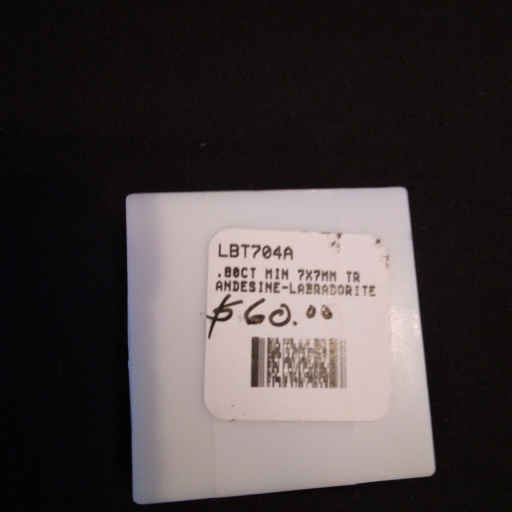 LBT704A
.80CT MIN 7X7MM TR
ANDESINE-LABRADORITE
$60.00